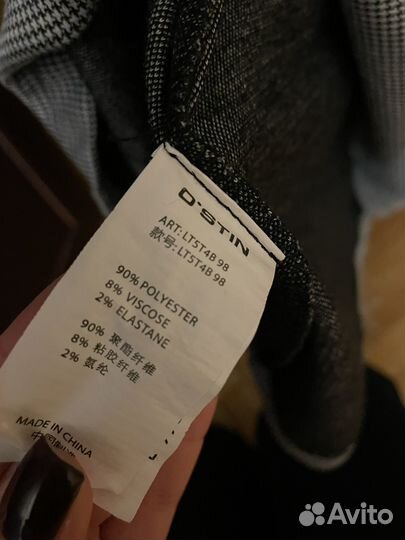 O'STIN
ART: LT5T4B 98
款号: LT5T4B 98
90% POLYESTER
8% VISCOSE
2% ELASTANE
90% 聚酯纤维
8% 粘胶纤维
2% 氨纶
MADE IN CHINA
Avito